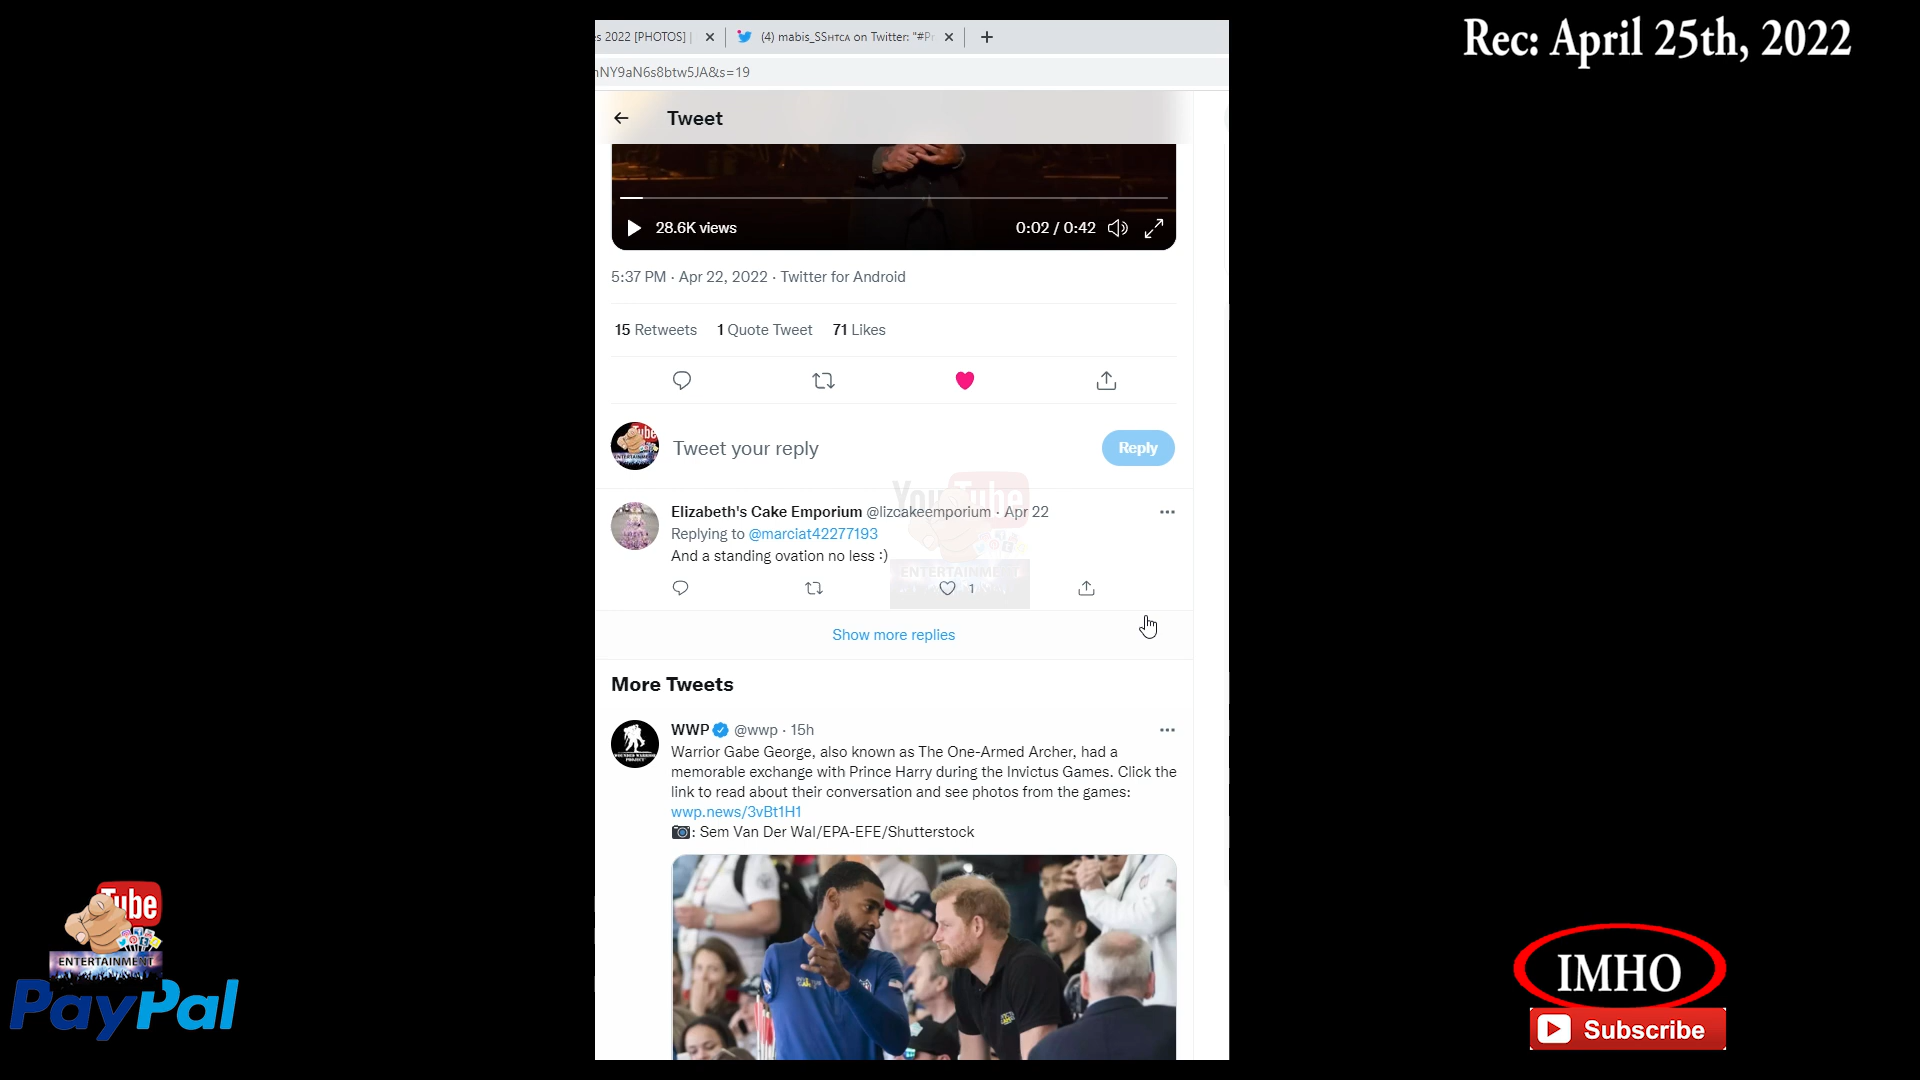 Rec: April 25th, 2022
s 2022 [PHOTOS] |
(4) mabis_SSHTCA on Twitter: "#Pr
NY9aN6s8btw5JA&s=19
Tweet
28.6K views
0:02 / 0:42
5:37 PM · Apr 22, 2022 · Twitter for Android
15 Retweets 1 Quote Tweet 71 Likes
Tweet your reply
Reply
YouTube
ENTERTAINMENT
Elizabeth's Cake Emporium @lizcakeemporium · Apr 22
Replying to @marciat42277193
And a standing ovation no less :)
1
Show more replies
More Tweets
WWP @wwp · 15h
Warrior Gabe George, also known as The One-Armed Archer, had a
memorable exchange with Prince Harry during the Invictus Games. Click the
link to read about their conversation and see photos from the games:
wwp.news/3vBt1H1
📷: Sem Van Der Wal/EPA-EFE/Shutterstock
Tube
ENTERTAINMENT
PayPal
IMHO
Subscribe